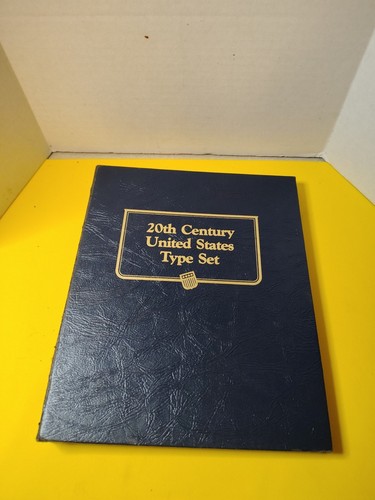 20th Century
United States
Type Set